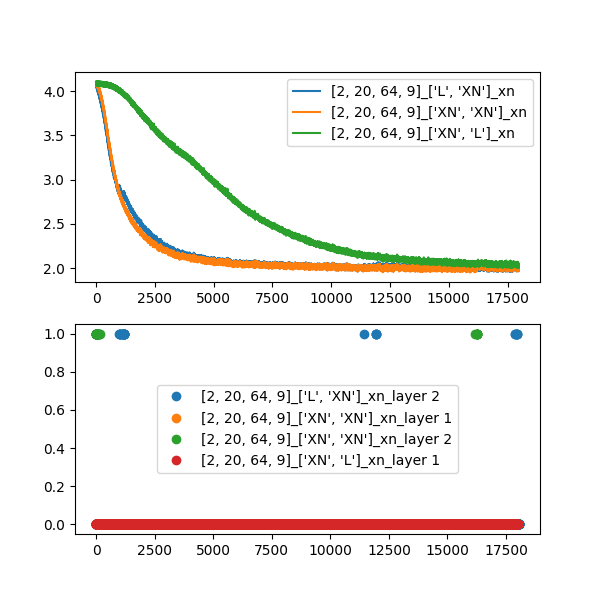 4.0
3.5
3.0
2.5
2.0
[2, 20, 64, 9]_['L', 'XN']_xn
[2, 20, 64, 9]_['XN', 'XN']_xn
[2, 20, 64, 9]_['XN', 'L']_xn
0 2500 5000 7500 10000 12500 15000 17500
1.0
0.8
0.6
0.4
0.2
0.0
[2, 20, 64, 9]_['L', 'XN']_xn_layer 2
[2, 20, 64, 9]_['XN', 'XN']_xn_layer 1
[2, 20, 64, 9]_['XN', 'XN']_xn_layer 2
[2, 20, 64, 9]_['XN', 'L']_xn_layer 1
0 2500 5000 7500 10000 12500 15000 17500